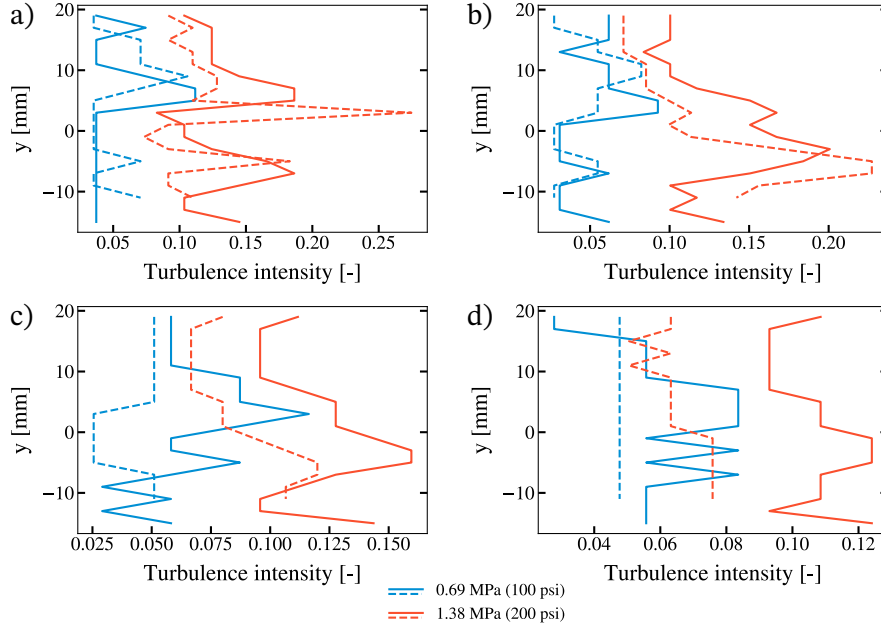 a)
20
10
0
−10
y [mm]
0.05 0.10 0.15 0.20 0.25
Turbulence intensity [-]
b)
20
10
0
−10
y [mm]
0.05 0.10 0.15 0.20
Turbulence intensity [-]
c)
20
10
0
−10
y [mm]
0.025 0.050 0.075 0.100 0.125 0.150
Turbulence intensity [-]
d)
20
10
0
−10
y [mm]
0.04 0.06 0.08 0.10 0.12
Turbulence intensity [-]
0.69 MPa (100 psi)
1.38 MPa (200 psi)